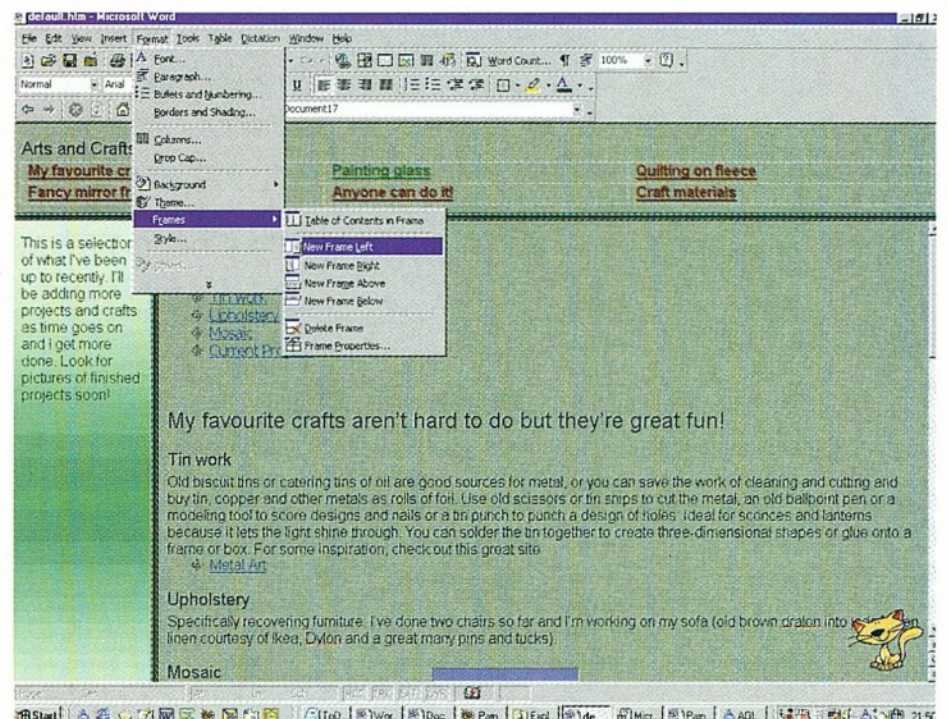 default.htm - Microsoft Word
File Edit View Insert Format Tools Table Dictation Window Help
Word Count... 100%
Normal Arial
Document17
Font...
Paragraph...
Bullets and Numbering...
Borders and Shading...
Columns...
Drop Cap...
Background
Theme...
Frames
Style...
Table of Contents in Frame
New Frame Left
New Frame Right
New Frame Above
New Frame Below
Delete Frame
Frame Properties...
Arts and Crafts
My favourite cr Painting glass Quilting on fleece
Fancy mirror fr Anyone can do it! Craft materials
This is a selection
of what I've been
up to recently. I'll
be adding more
projects and crafts
as time goes on
and I get more
done. Look for
pictures of finished
projects soon!
Tin work
Upholstery
Mosaic
Current Pro
My favourite crafts aren't hard to do but they're great fun!
Tin work
Old biscuit tins or catering tins of oil are good sources for metal, or you can save the work of cleaning and cutting and
buy tin, copper and other metals as rolls of foil. Use old scissors or tin snips to cut the metal, an old ballpoint pen or a
modeling tool to score designs and nails or a tin punch to punch a design of holes. Ideal for sconces and lanterns
because it lets the light shine through. You can solder the tin together to create three-dimensional shapes or glue onto a
frame or box. For some inspiration, check out this great site
Metal Art
Upholstery
Specifically recovering furniture. I've done two chairs so far and I'm working on my sofa (old brown dralon into
linen courtesy of Ikea, Dylon and a great many pins and tucks).
Mosaic
Start AOL 21:50